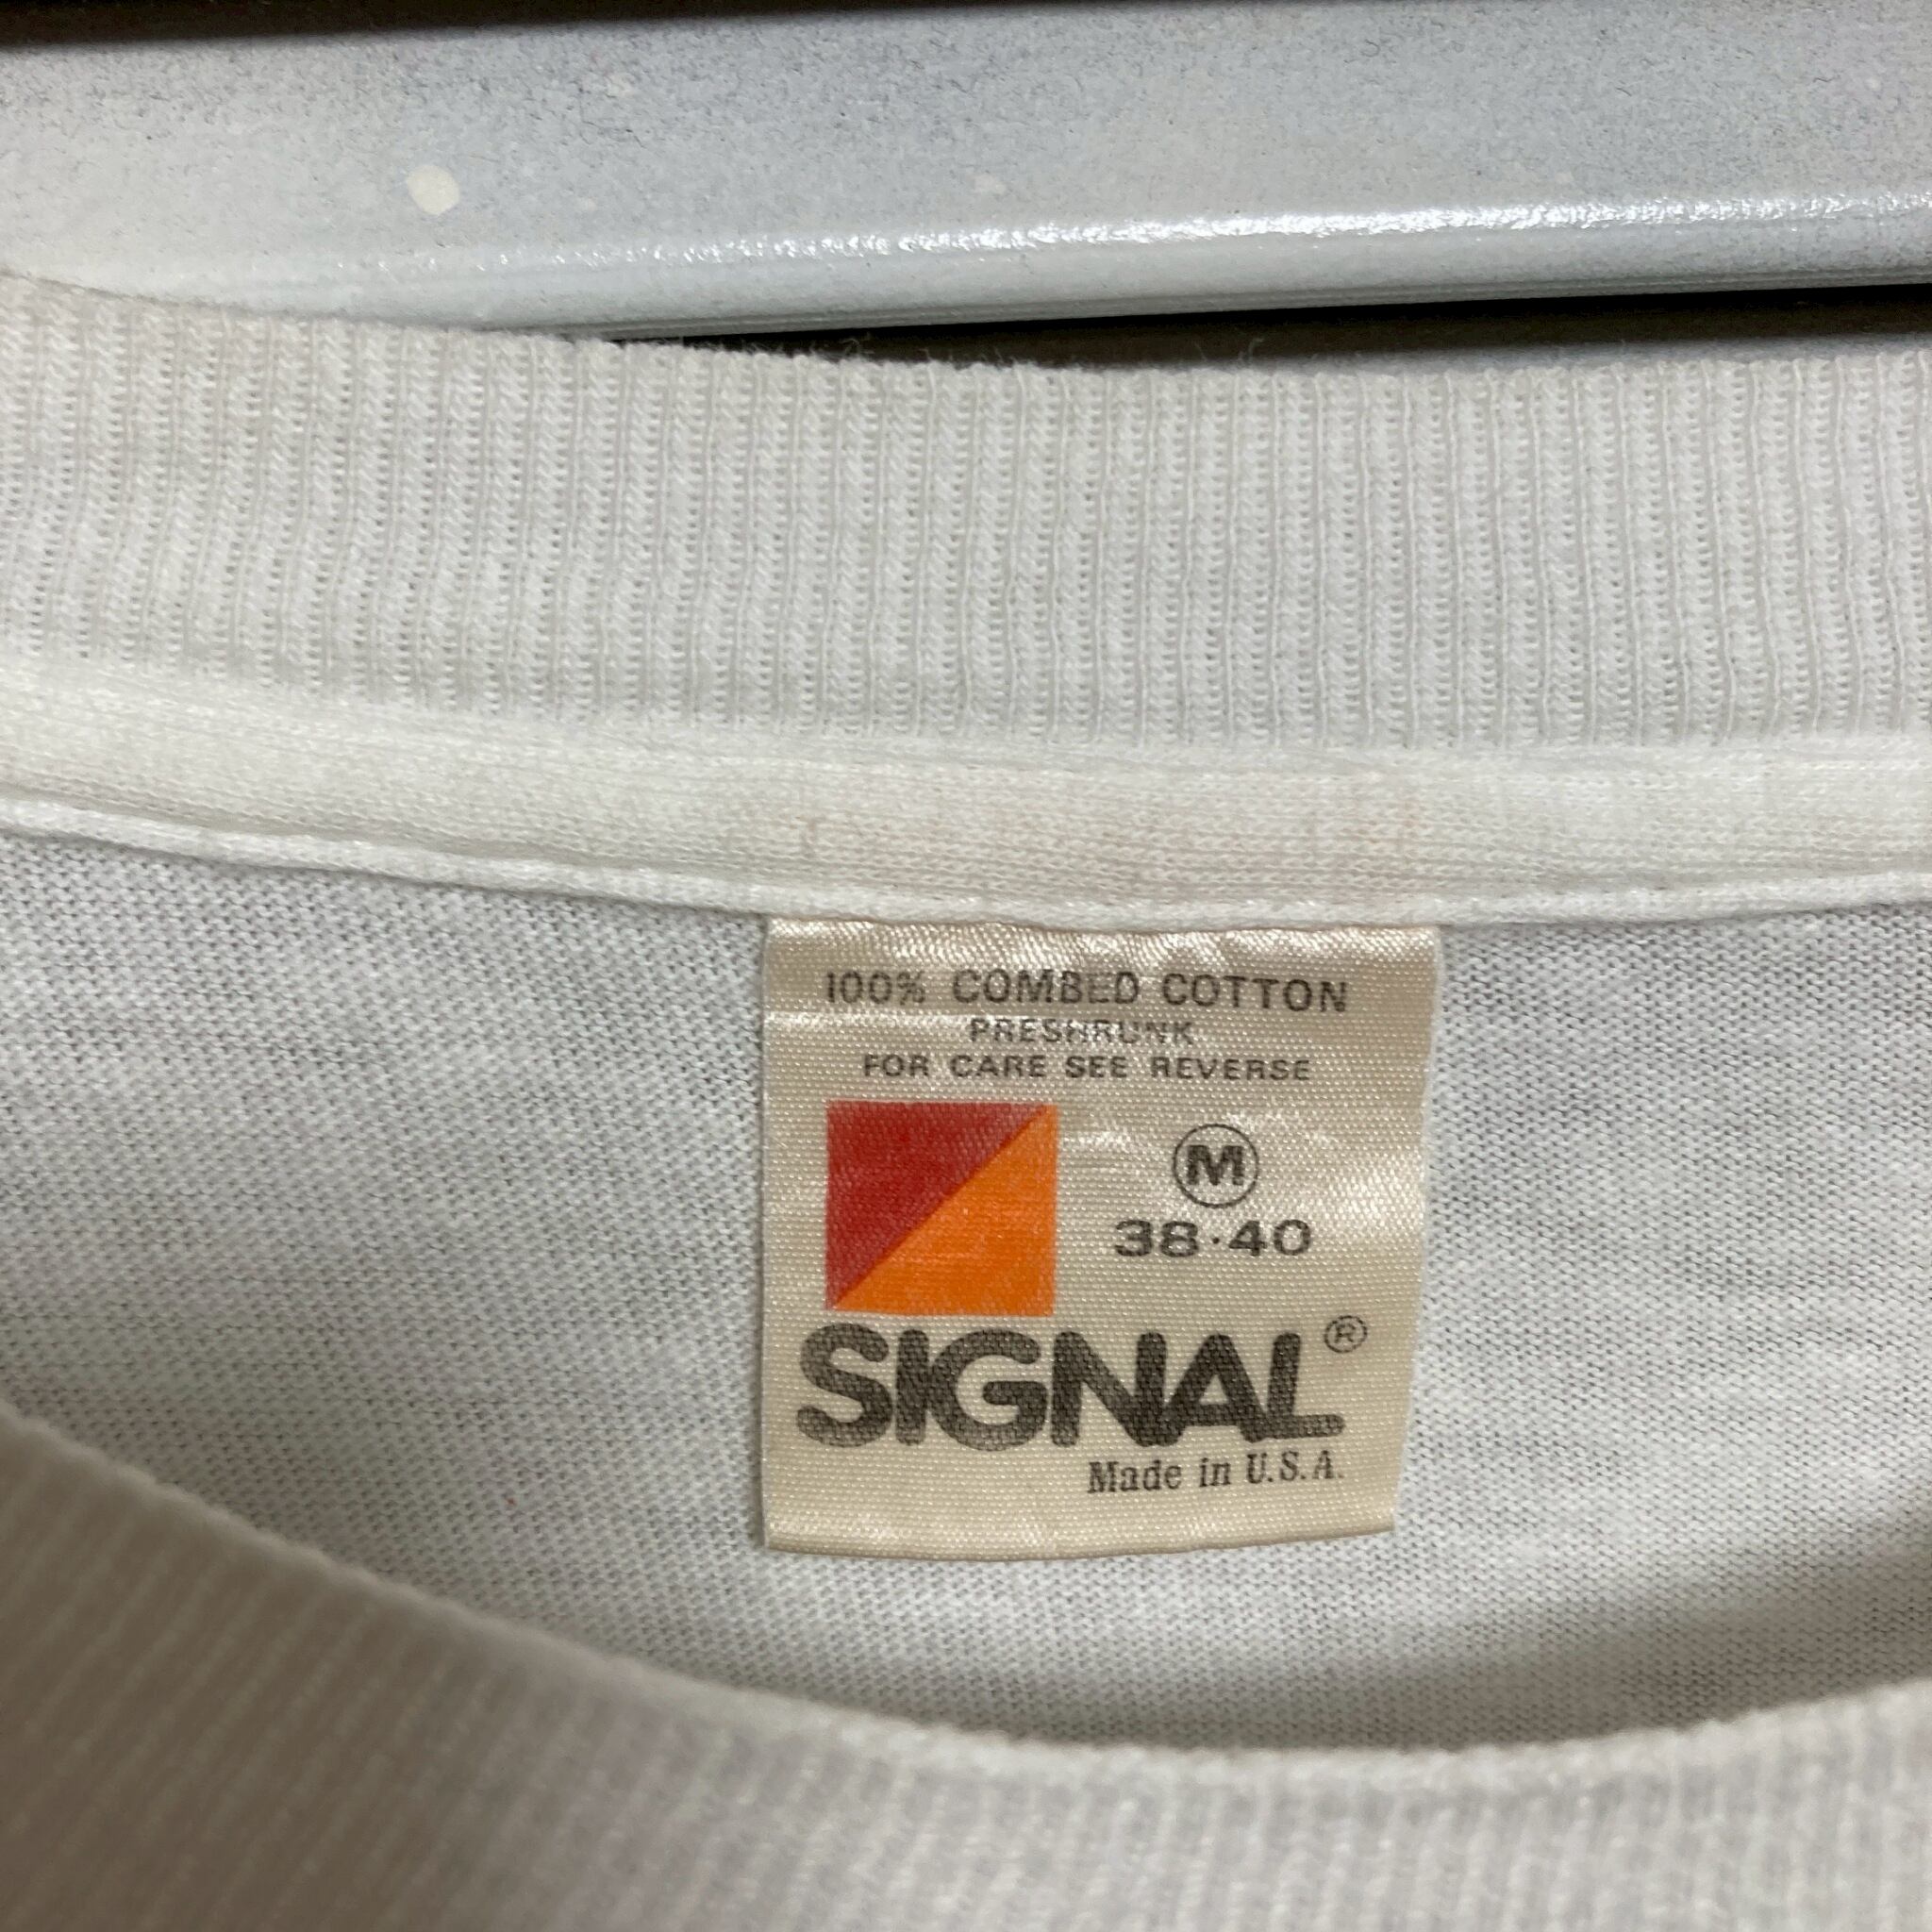 100% COMBED COTTON
PRESHRUNK
FOR CARE SEE REVERSE
M
38·40
SIGNAL®
Made in U.S.A.